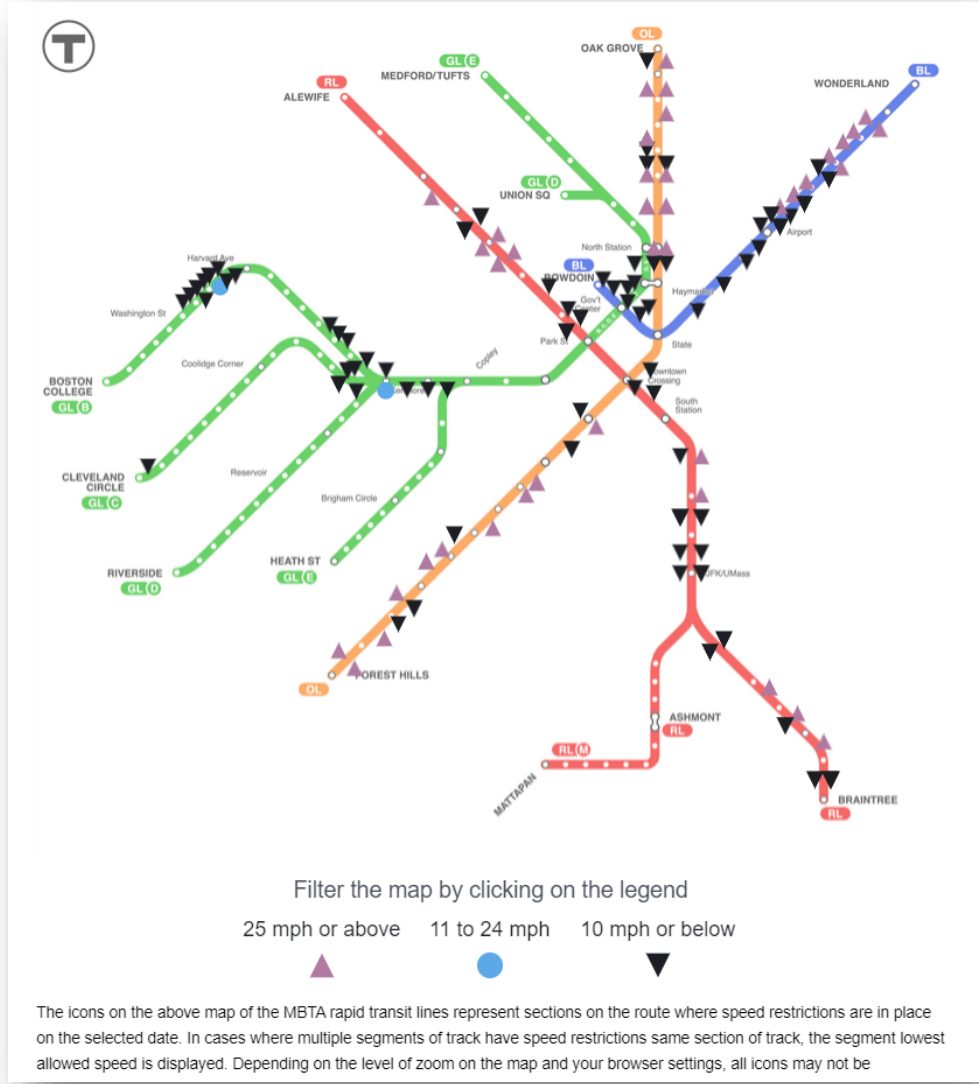 T
OL
OAK GROVE
GL E
MEDFORD/TUFTS
BL
WONDERLAND
RL
ALEWIFE
GL D
UNION SQ
Airport
North Station
Harvard Ave
BL
BOWDOIN
Haymarket
Gov't
Center
Washington St
Park St
State
Coolidge Corner
Copley
BOSTON
COLLEGE
GL B
Kenmore
Downtown
Crossing
South
Station
Reservoir
CLEVELAND
CIRCLE
GL C
Brigham Circle
RIVERSIDE
GL D
HEATH ST
GL E
JFK/UMass
FOREST HILLS
OL
ASHMONT
RL
RL M
MATTAPAN
BRAINTREE
RL
Filter the map by clicking on the legend
25 mph or above 11 to 24 mph 10 mph or below
The icons on the above map of the MBTA rapid transit lines represent sections on the route where speed restrictions are in place
on the selected date. In cases where multiple segments of track have speed restrictions same section of track, the segment lowest
allowed speed is displayed. Depending on the level of zoom on the map and your browser settings, all icons may not be